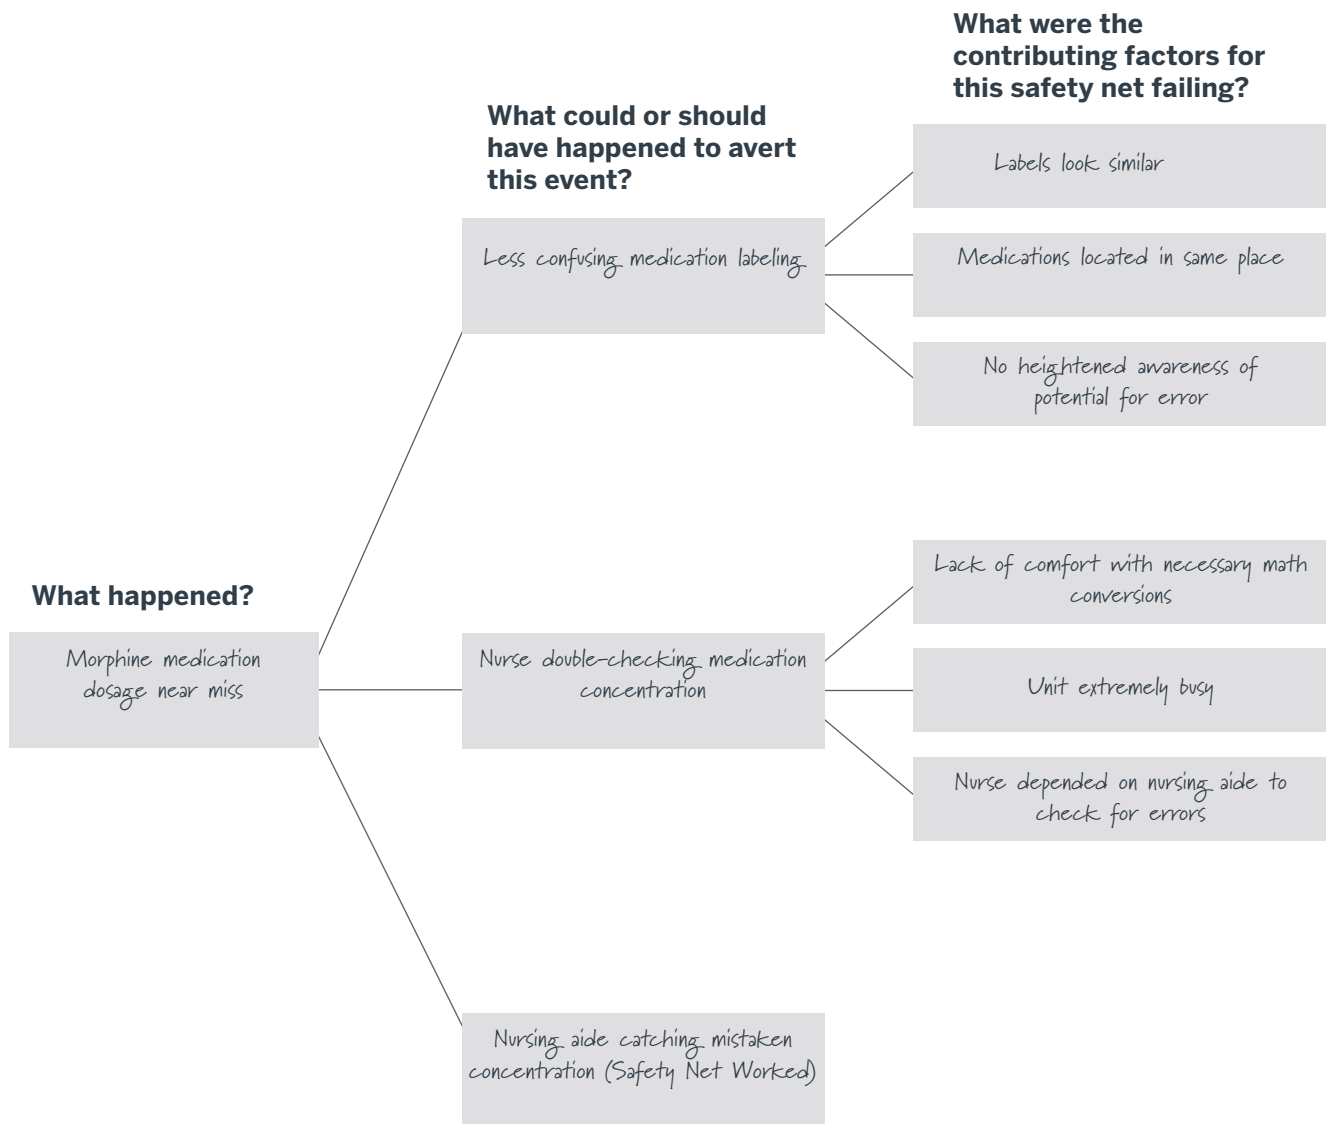 What happened?
Morphine medication
dosage near miss
What could or should
have happened to avert
this event?
Less confusing medication labeling
Nurse double-checking medication
concentration
Nursing aide catching mistaken
concentration (Safety Net Worked)
What were the
contributing factors for
this safety net failing?
Labels look similar
Medications located in same place
No heightened awareness of
potential for error
Lack of comfort with necessary math
conversions
Unit extremely busy
Nurse depended on nursing aide to
check for errors